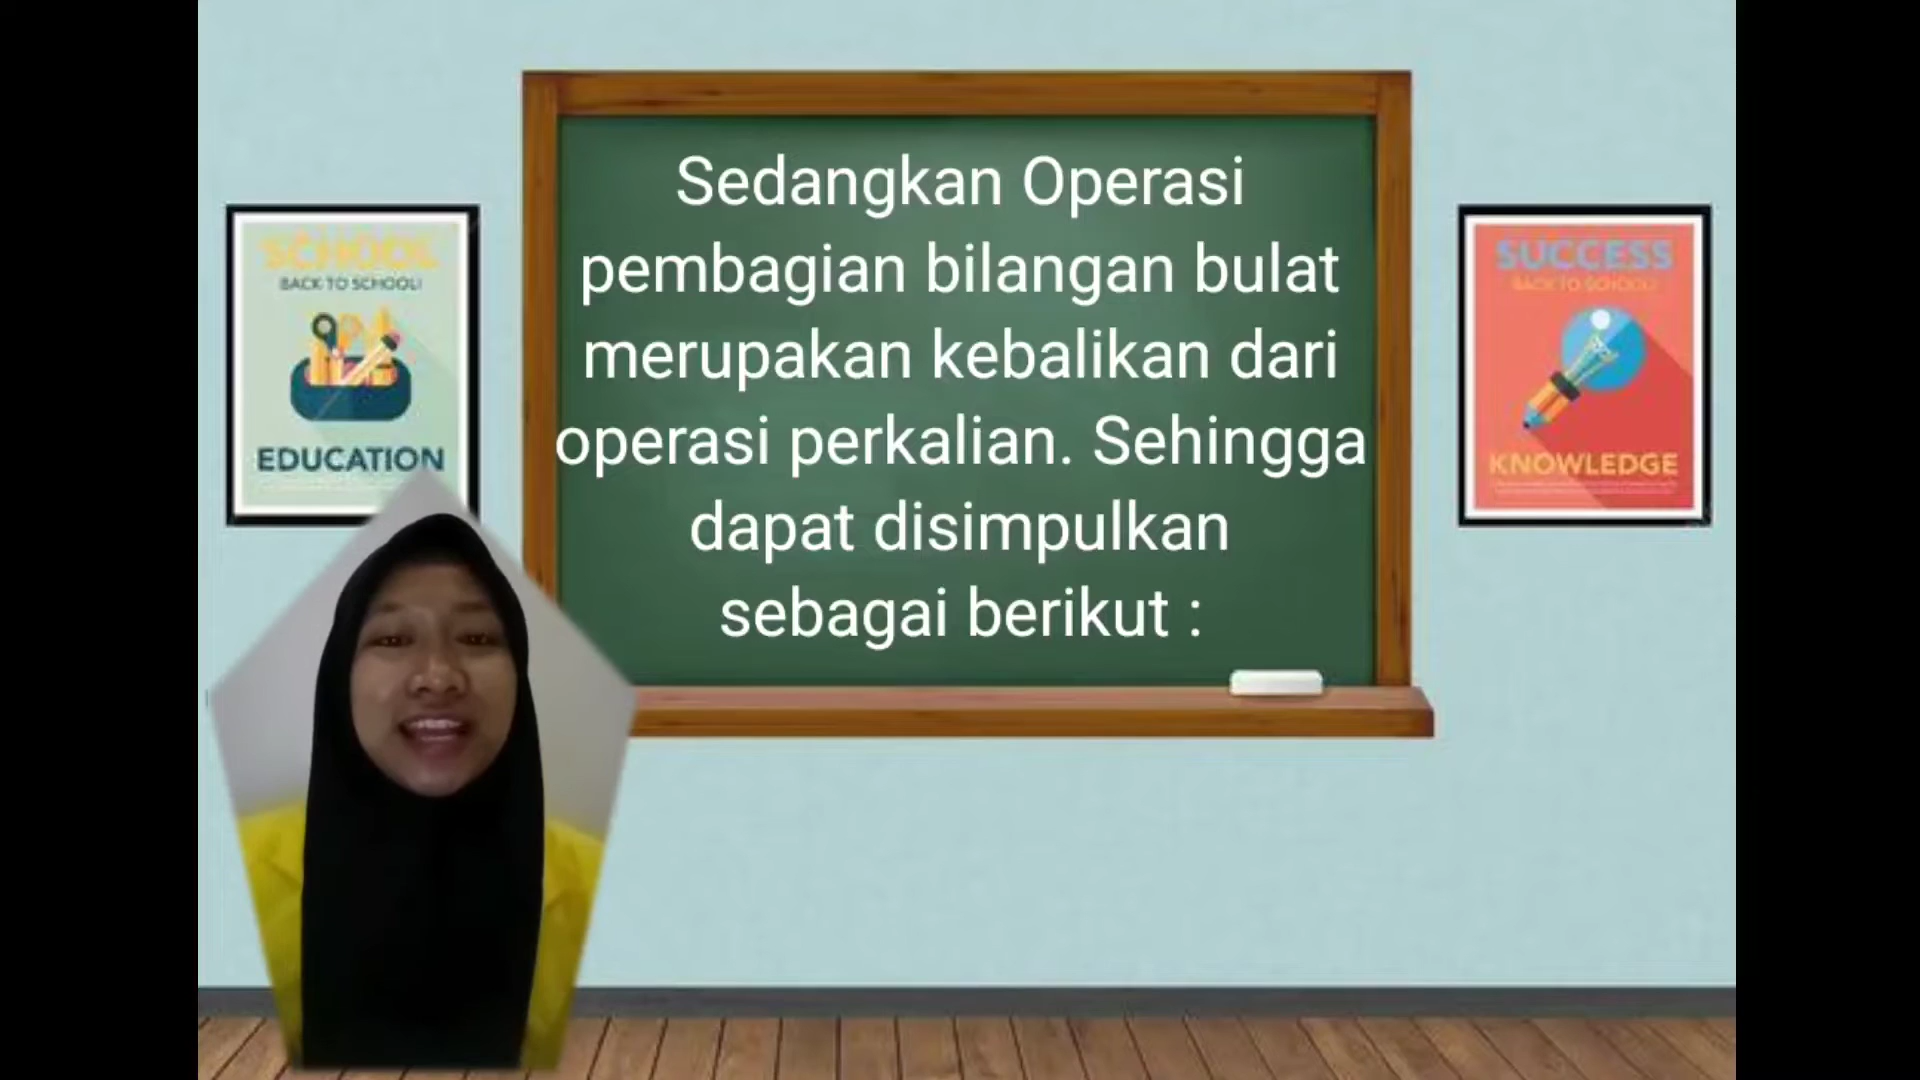 Sedangkan Operasi
pembagian bilangan bulat
merupakan kebalikan dari
operasi perkalian. Sehingga
dapat disimpulkan
sebagai berikut :
SCHOOL
BACK TO SCHOOL!
EDUCATION
SUCCESS
BACK TO SCHOOL!
KNOWLEDGE